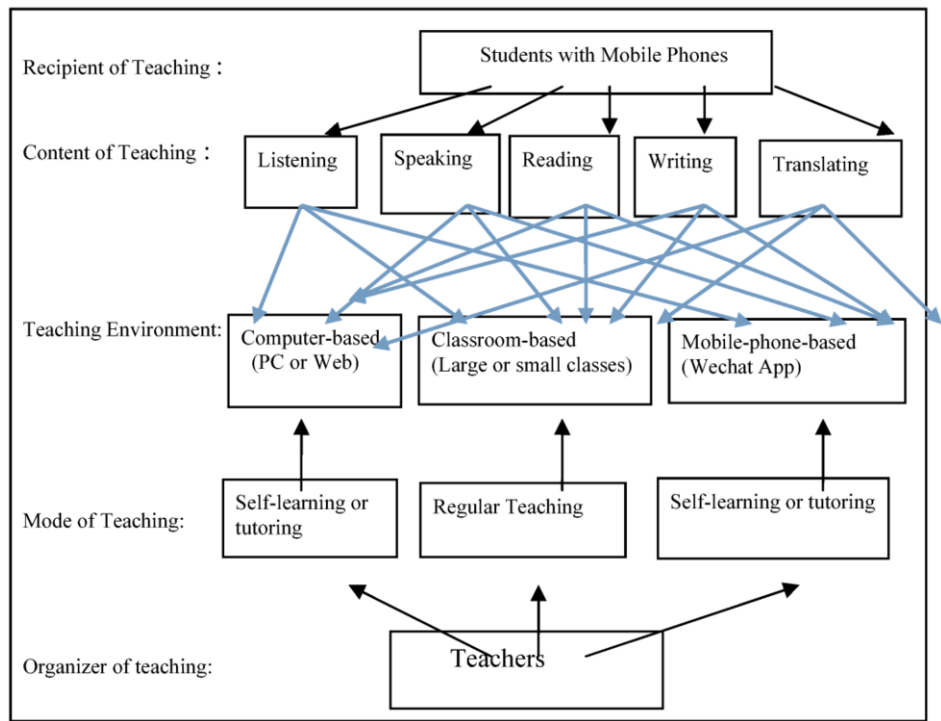 Recipient of Teaching：
Students with Mobile Phones
Content of Teaching：
Listening
Speaking
Reading
Writing
Translating
Teaching Environment:
Computer-based
(PC or Web)
Classroom-based
(Large or small classes)
Mobile-phone-based
(Wechat App)
Mode of Teaching:
Self-learning or
tutoring
Regular Teaching
Self-learning or tutoring
Organizer of teaching:
Teachers